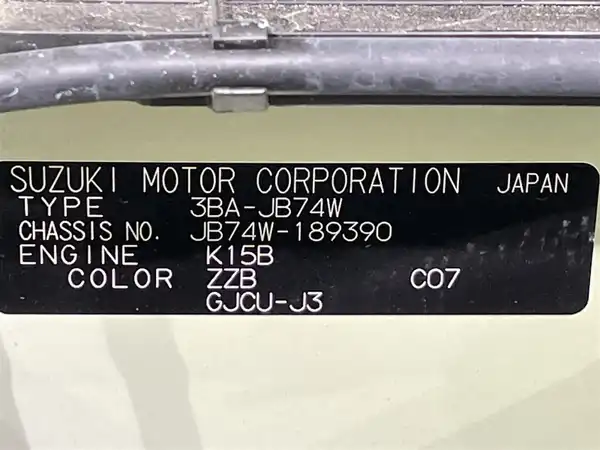 SUZUKI MOTOR CORPORATION JAPAN
TYPE 3BA-JB74W
CHASSIS NO. JB74W-189390
ENGINE K15B
COLOR ZZB C07
GJCU-J3